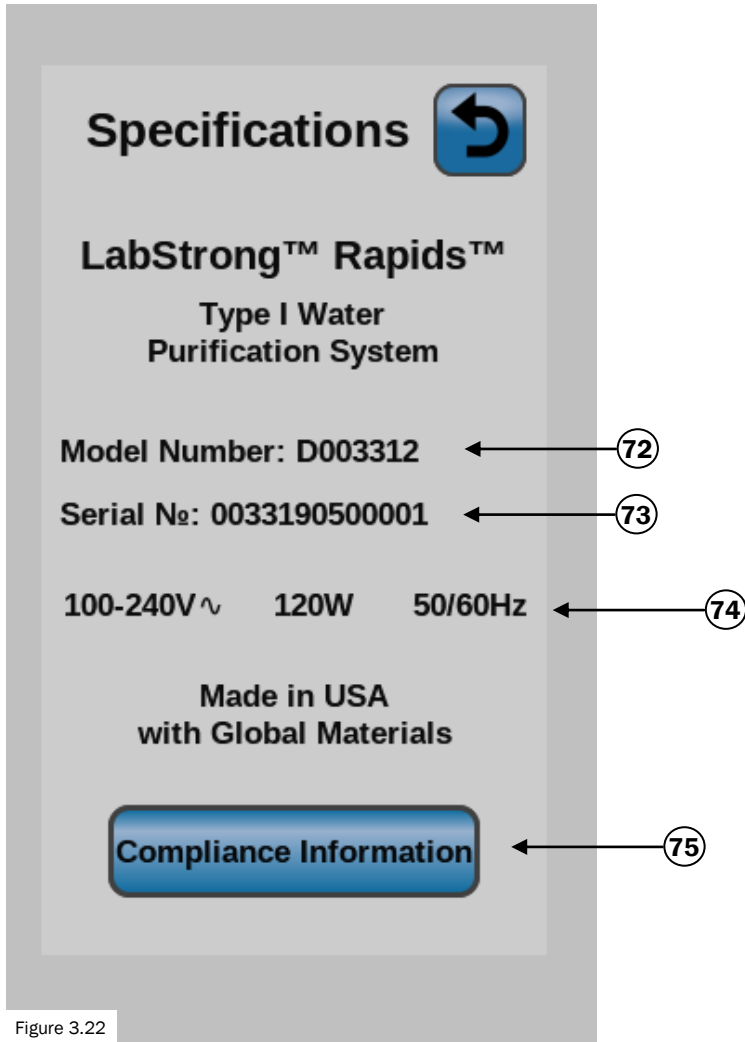 Specifications
LabStrong™ Rapids™
Type I Water
Purification System
Model Number: D003312
72
Serial №: 0033190500001
73
100-240V∿ 120W 50/60Hz
74
Made in USA
with Global Materials
Compliance Information
75
Figure 3.22